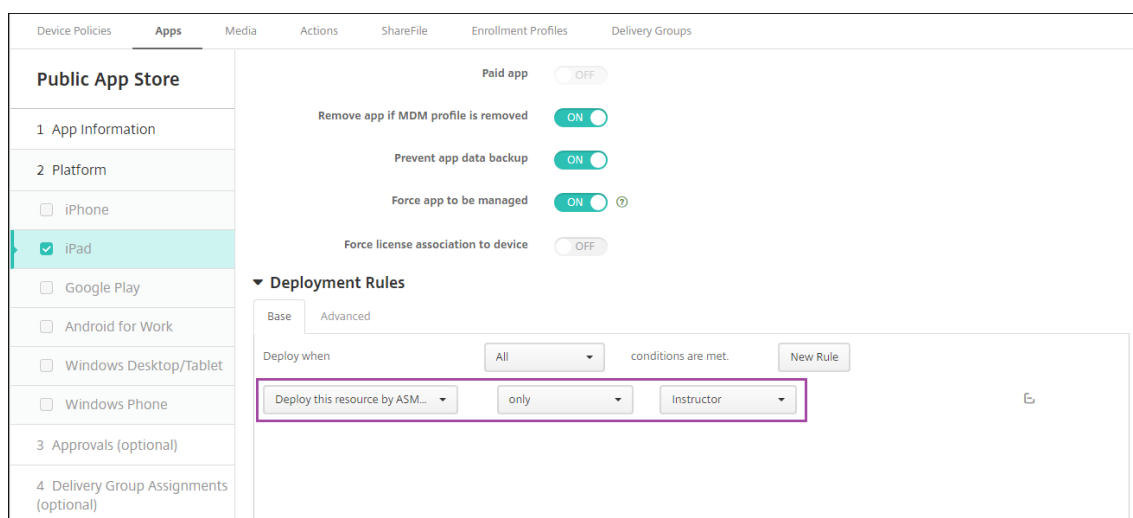 Device Policies Apps Media Actions ShareFile Enrollment Profiles Delivery Groups
Public App Store
1 App Information
2 Platform
iPhone
iPad
Google Play
Android for Work
Windows Desktop/Tablet
Windows Phone
3 Approvals (optional)
4 Delivery Group Assignments
(optional)
Paid app OFF
Remove app if MDM profile is removed ON
Prevent app data backup ON
Force app to be managed ON ?
Force license association to device OFF
Deployment Rules
Base Advanced
Deploy when All conditions are met. New Rule
Deploy this resource by ASM... only Instructor